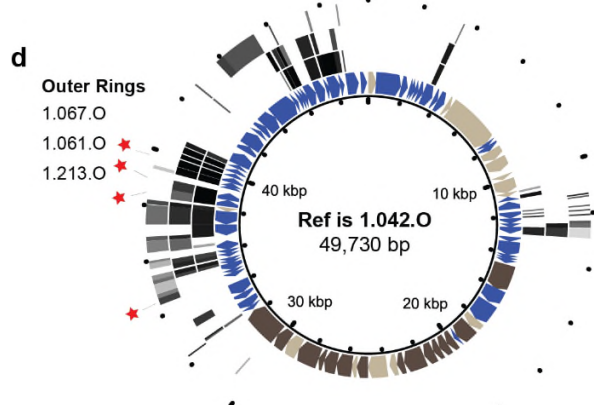 d
Outer Rings
1.067.O
1.061.O
1.213.O
40 kbp
10 kbp
Ref is 1.042.O
49,730 bp
30 kbp
20 kbp